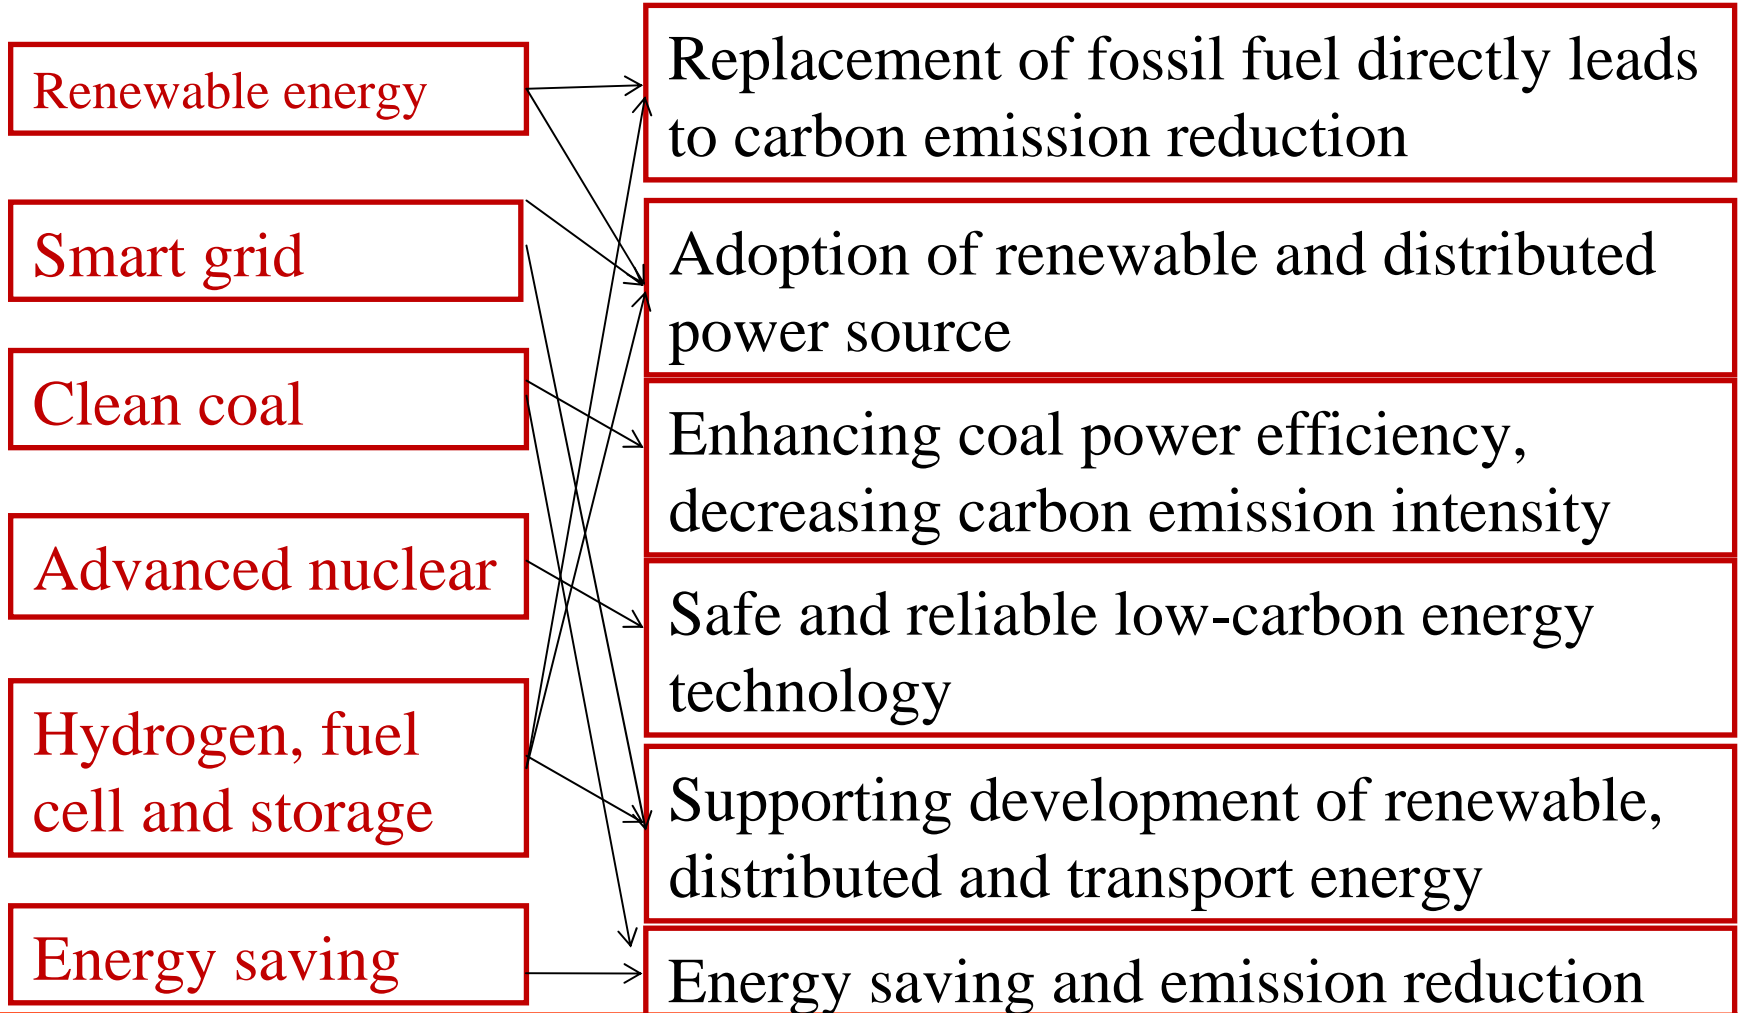 Renewable energy
Smart grid
Clean coal
Advanced nuclear
Hydrogen, fuel
cell and storage
Energy saving
Replacement of fossil fuel directly leads
to carbon emission reduction
Adoption of renewable and distributed
power source
Enhancing coal power efficiency,
decreasing carbon emission intensity
Safe and reliable low-carbon energy
technology
Supporting development of renewable,
distributed and transport energy
Energy saving and emission reduction